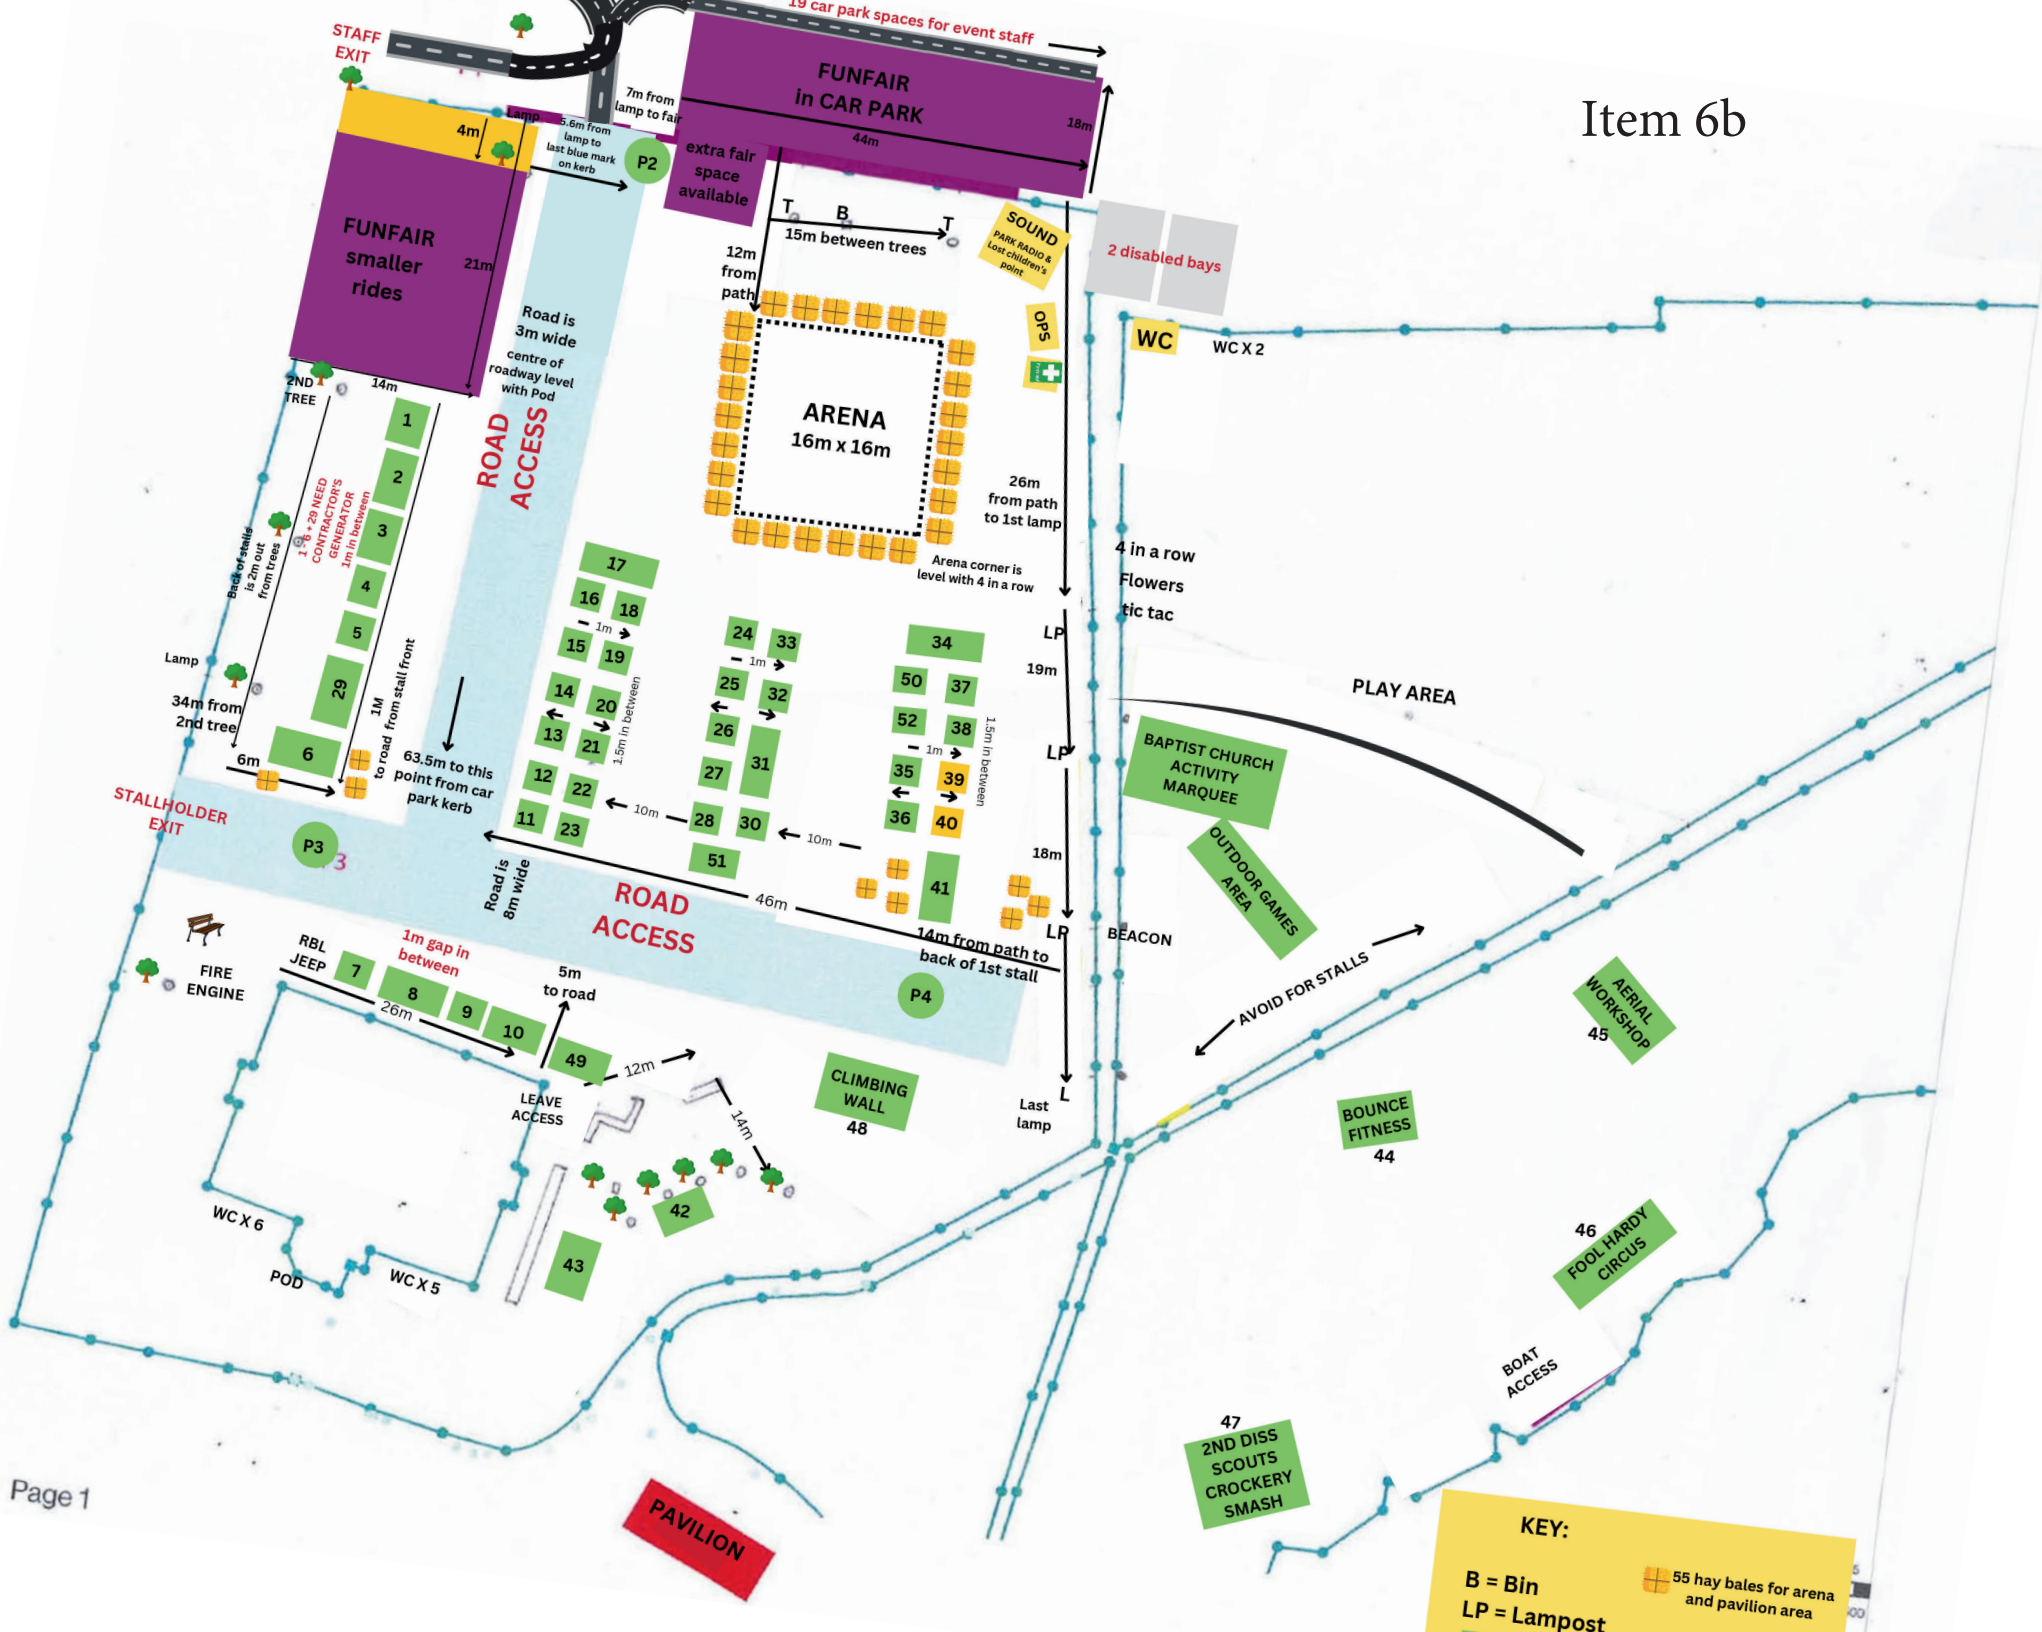 19 car park spaces for event staff
STAFF
EXIT
Item 6b
FUNFAIR
in CAR PARK
44m
18m
7m from
lamp to fair
Lamp
4m
5.6m from
lamp to
last blue mark
on kerb
P2
extra fair
space
available
T
B
T
15m between trees
12m
from
path
SOUND
PARK RADIO &
Lost children's
point
2 disabled bays
OPS
WC
WC X 2
FUNFAIR
smaller
rides
21m
14m
2ND
TREE
Road is
3m wide
centre of
roadway level
with Pod
ROAD
ACCESS
ARENA
16m x 16m
26m
from path
to 1st lamp
Arena corner is
level with 4 in a row
4 in a row
Flowers
tic tac
1
2
3
4
5
29
6
1 - 6 + 29 NEED
CONTRACTOR'S
GENERATOR
1m in between
Back of stalls
is 2m out
from trees
Lamp
34m from
2nd tree
6m
1M
to road from stall front
63.5m to this
point from car
park kerb
17
16
18
1m
15
19
14
20
13
21
1.5m in between
12
22
11
23
10m
24
33
1m
25
32
26
31
27
28
30
51
10m
34
50
37
52
38
1m
35
39
36
40
1.5m in between
41
LP
19m
LP
18m
LP
BEACON
PLAY AREA
BAPTIST CHURCH
ACTIVITY
MARQUEE
OUTDOOR GAMES
AREA
AVOID FOR STALLS
STALLHOLDER
EXIT
P3
3
Road is
8m wide
ROAD
ACCESS
46m
14m from path to
back of 1st stall
P4
FIRE
ENGINE
RBL
JEEP
7
8
9
10
49
1m gap in
between
26m
5m
to road
12m
14m
LEAVE
ACCESS
CLIMBING
WALL
48
Last
lamp
L
42
43
WC X 6
POD
WC X 5
AERIAL
WORKSHOP
45
BOUNCE
FITNESS
44
46
FOOL HARDY
CIRCUS
BOAT
ACCESS
47
2ND DISS
SCOUTS
CROCKERY
SMASH
Page 1
PAVILION
KEY:
B = Bin
LP = Lampost
55 hay bales for arena
and pavilion area